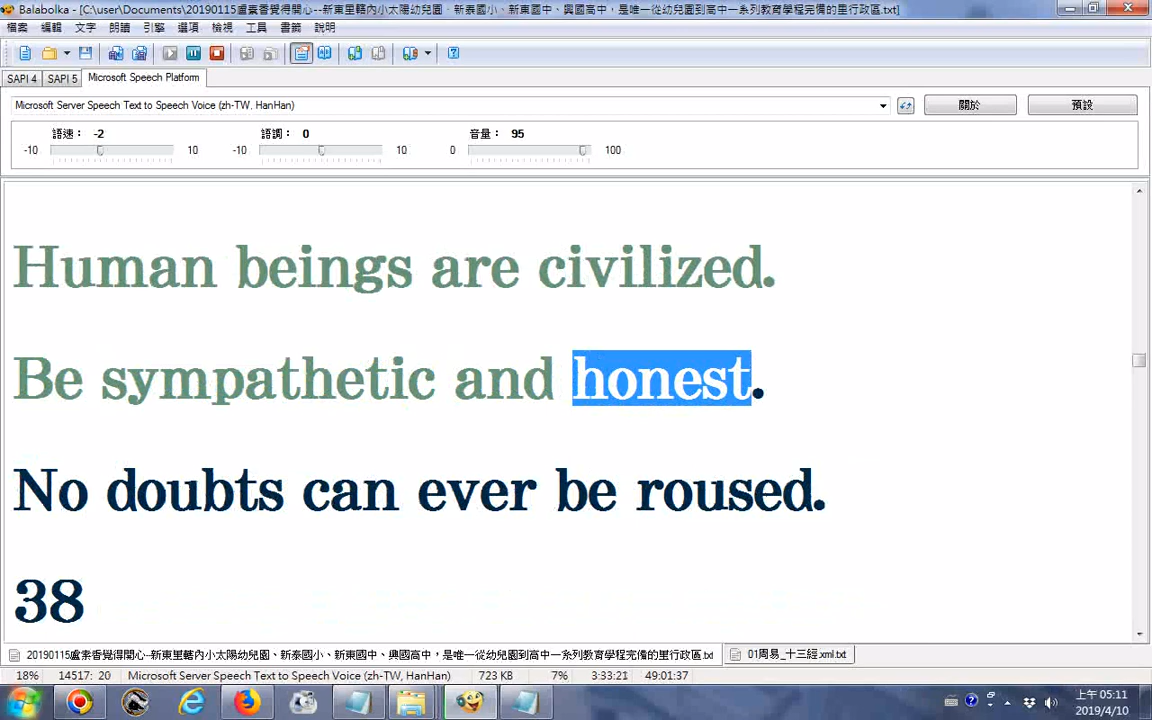 Balabolka - [C:\user\Documents\20190115盧素香覺得開心--新東里轄內小太陽幼兒園、新泰國小、新東國中、興國高中，是唯一從幼兒園到高中一系列教育學程完備的里行政區.txt]
檔案 編輯 文字 朗讀 引擎 選項 檢視 工具 書籤 說明
SAPI 4 SAPI 5 Microsoft Speech Platform
Microsoft Server Speech Text to Speech Voice (zh-TW, HanHan) 關於 預設
語速： -2 語調： 0 音量： 95
-10 10 -10 10 0 100
Human beings are civilized.
Be sympathetic and honest.
No doubts can ever be roused.
38
20190115盧素香覺得開心--新東里轄內小太陽幼兒園、新泰國小、新東國中、興國高中，是唯一從幼兒園到高中一系列教育學程完備的里行政區.txt 01周易_十三經.xml.txt
18% 14517: 20 Microsoft Server Speech Text to Speech Voice (zh-TW, HanHan) 723 KB 7% 3:33:21 49:01:37
上午 05:11
2019/4/10